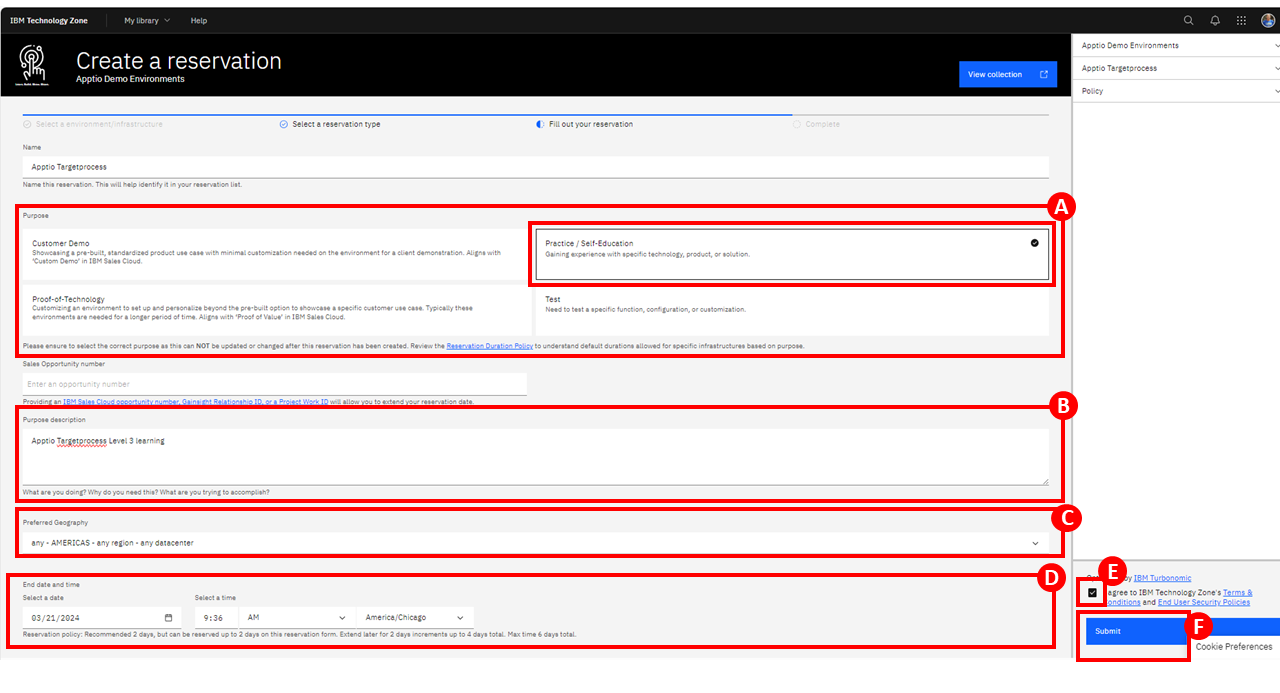 IBM Technology Zone
My library
Help
Create a reservation
Apptio Demo Environments
View collection
Select a environment/infrastructure
Select a reservation type
Fill out your reservation
Complete
Name
Apptio Targetprocess
Name this reservation. This will help identify it in your reservation list.
A
Purpose
Customer Demo
Showcasing a pre-built, standardized product use case with minimal customization needed on the environment for a client demonstration. Aligns with
'Custom Demo' in IBM Sales Cloud.
Practice / Self-Education
Gaining experience with specific technology, product, or solution.
Proof-of-Technology
Customizing an environment to set up and personalize beyond the pre-built option to showcase a specific customer use case. Typically these
environments are needed for a longer period of time. Aligns with 'Proof of Value' in IBM Sales Cloud.
Test
Need to test a specific function, configuration, or customization.
Please ensure to select the correct purpose as this can NOT be updated or changed after this reservation has been created. Review the Reservation Duration Policy to understand default durations allowed for specific infrastructures based on purpose.
Sales Opportunity number
Enter an opportunity number
Providing an IBM Sales Cloud opportunity number, Gainsight Relationship ID, or a Project Work ID will allow you to extend your reservation date.
B
Purpose description
Apptio Targetprocess Level 3 learning
What are you doing? Why do you need this? What are you trying to accomplish?
C
Preferred Geography
any - AMERICAS - any region - any datacenter
D
End date and time
Select a date
Select a time
03/21/2024
9:36
AM
America/Chicago
Reservation policy: Recommended 2 days, but can be reserved up to 2 days on this reservation form. Extend later for 2 days increments up to 4 days total. Max time 6 days total.
Apptio Demo Environments
Apptio Targetprocess
Policy
E
by IBM Turbonomic
agree to IBM Technology Zone's Terms &
onditions and End User Security Policies
F
Submit
Cookie Preferences